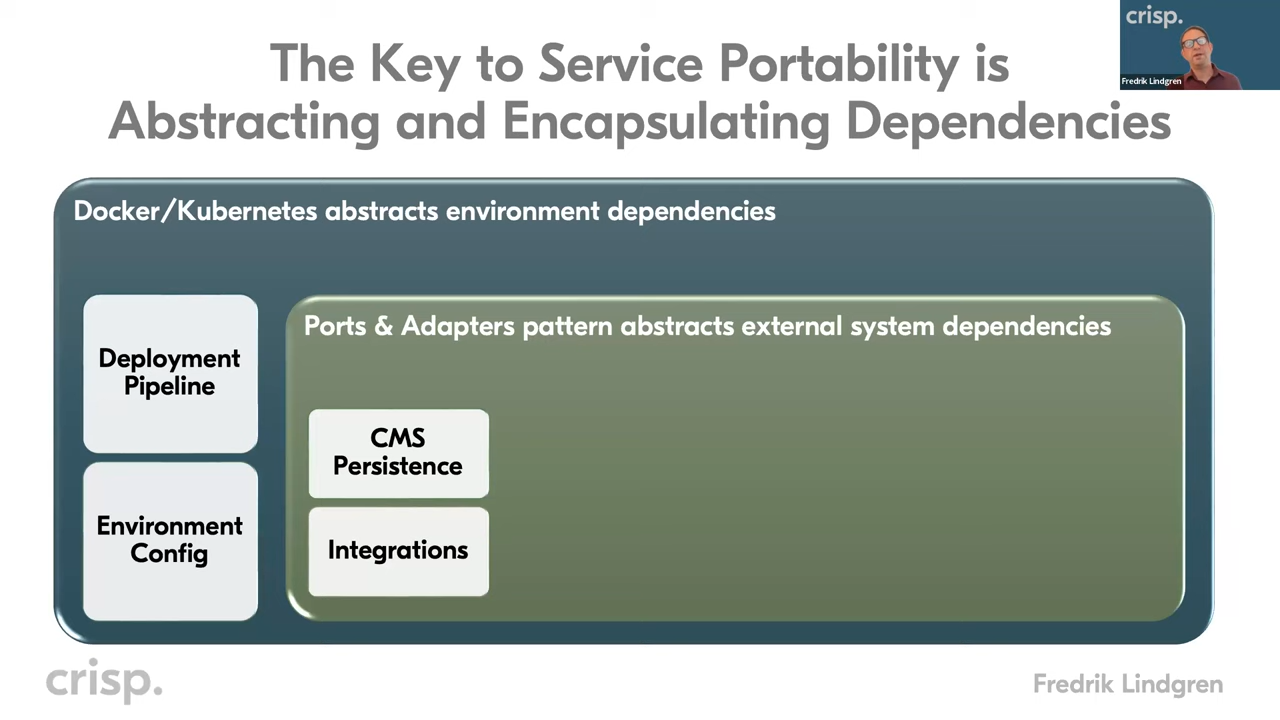 crisp.
Fredrik Lindgren
The Key to Service Portability is
Abstracting and Encapsulating Dependencies
Docker/Kubernetes abstracts environment dependencies
Deployment
Pipeline
Environment
Config
Ports & Adapters pattern abstracts external system dependencies
CMS
Persistence
Integrations
crisp.
Fredrik Lindgren